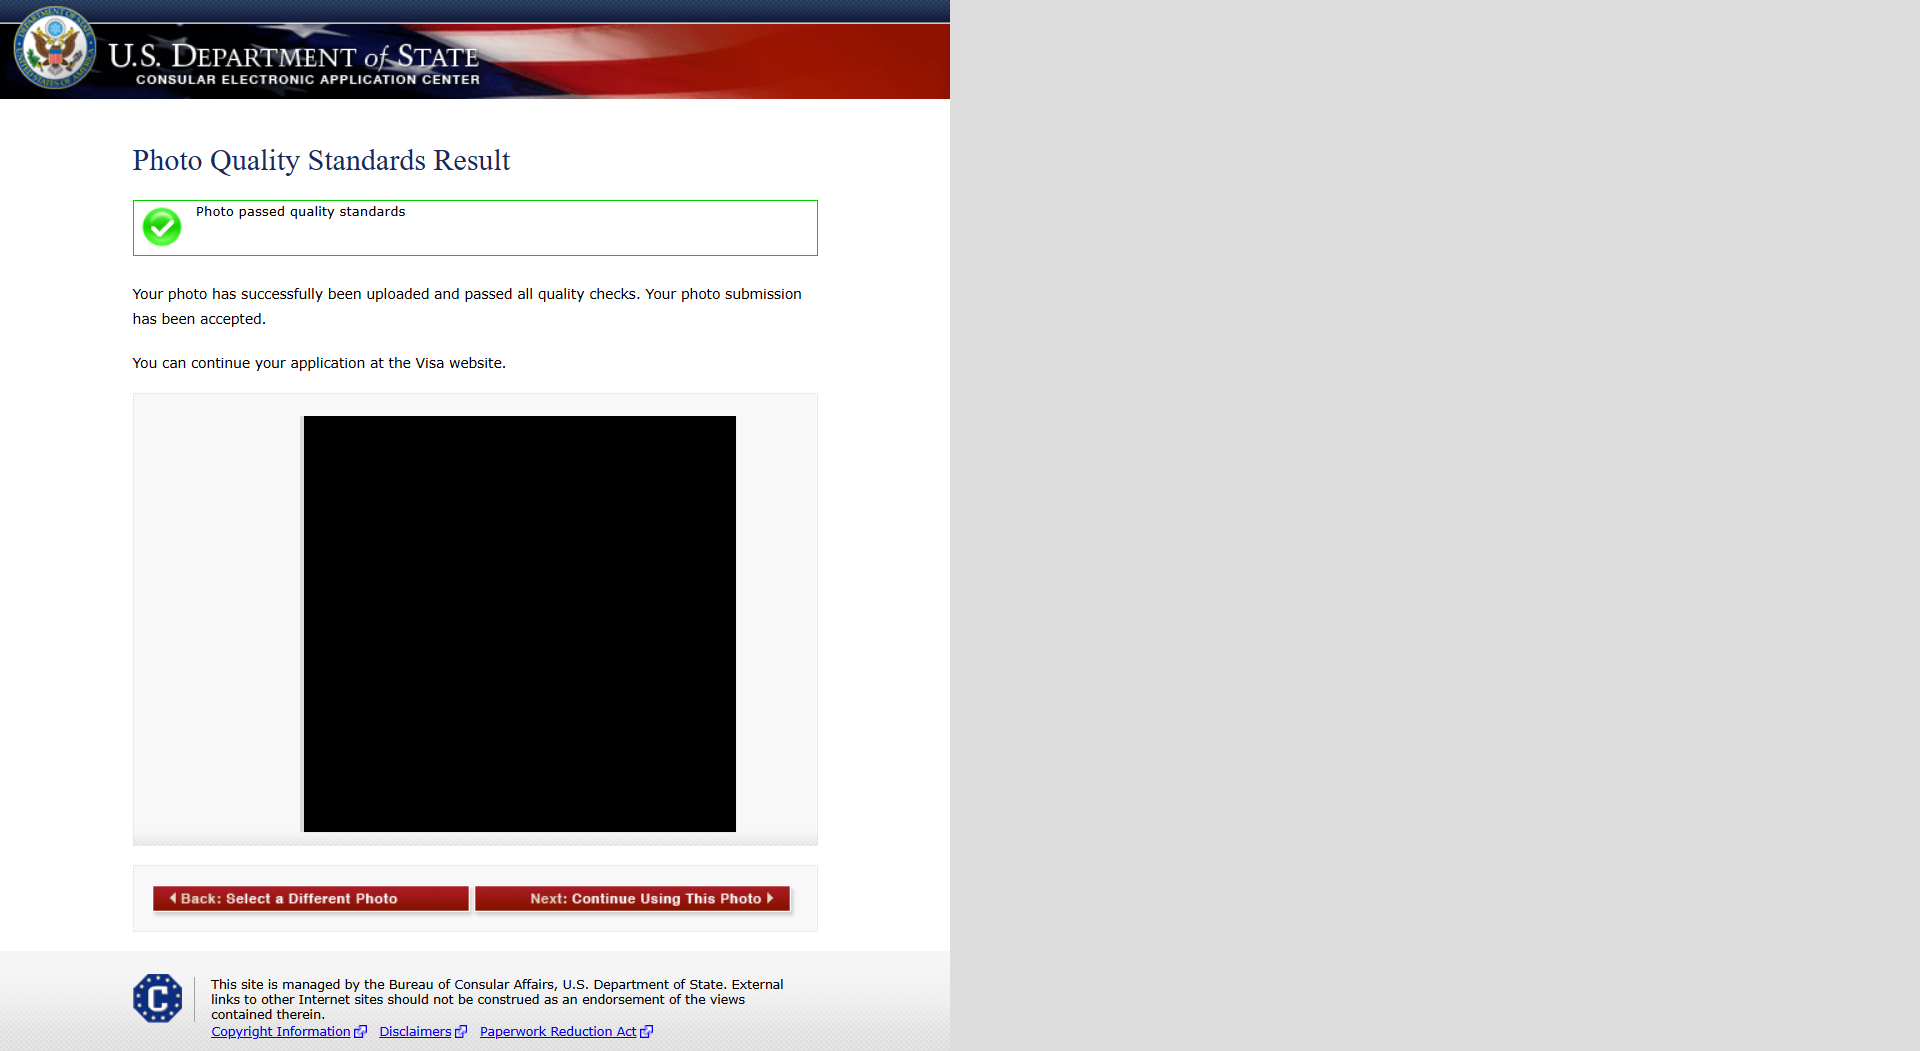 U.S. DEPARTMENT of STATE
CONSULAR ELECTRONIC APPLICATION CENTER
Photo Quality Standards Result
Photo passed quality standards
Your photo has successfully been uploaded and passed all quality checks. Your photo submission
has been accepted.
You can continue your application at the Visa website.
Back: Select a Different Photo
Next: Continue Using This Photo
C
This site is managed by the Bureau of Consular Affairs, U.S. Department of State. External
links to other Internet sites should not be construed as an endorsement of the views
contained therein.
Copyright Information Disclaimers Paperwork Reduction Act